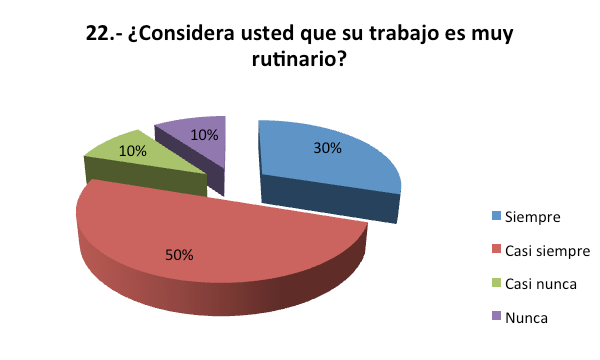 22.- ¿Considera usted que su trabajo es muy
rutinario?
10%
30%
10%
50%
Siempre
Casi siempre
Casi nunca
Nunca